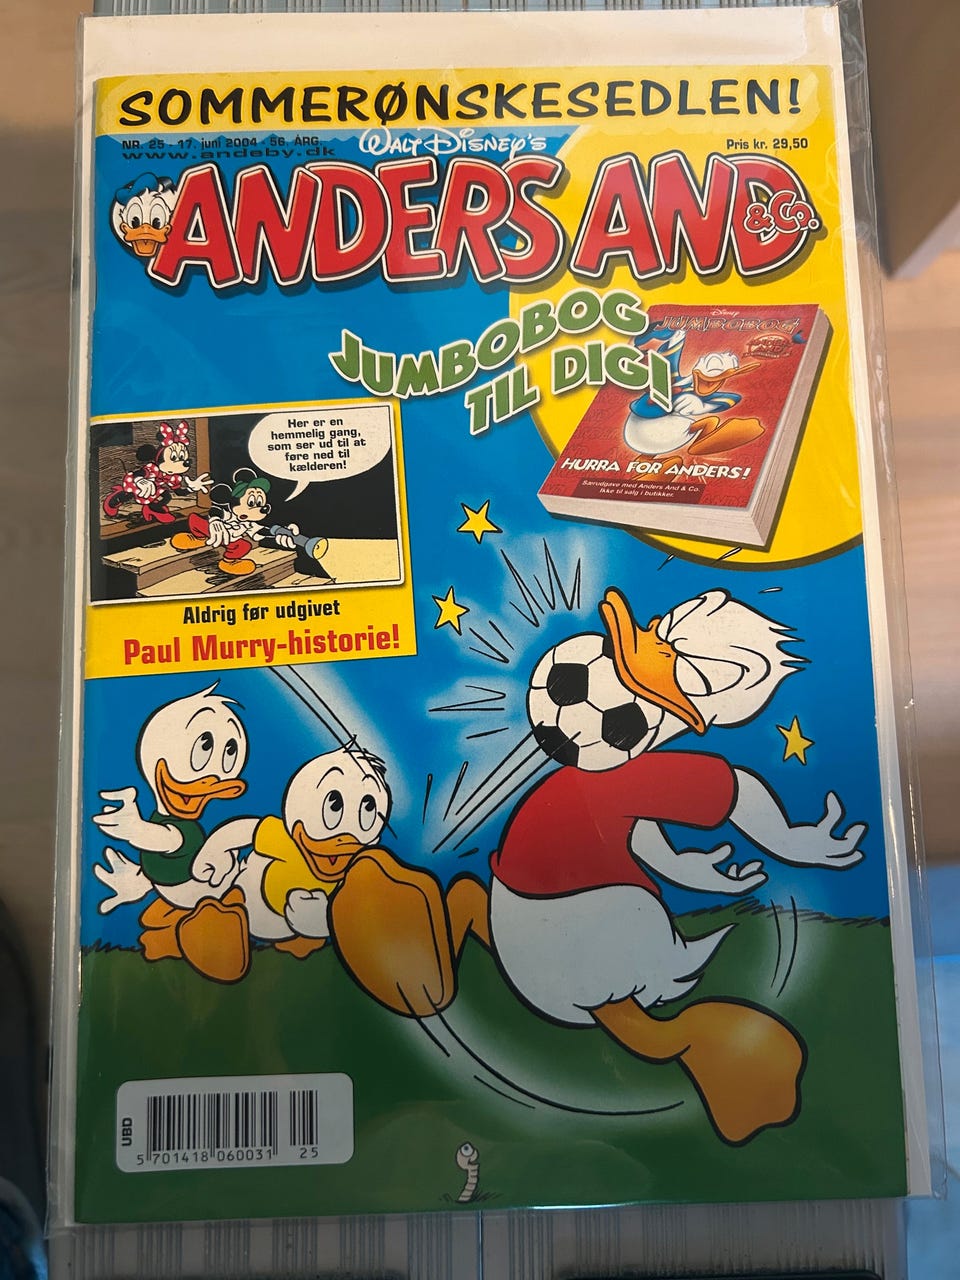 SOMMERØNSKESEDLEN!
NR. 25 - 17. juni 2004 - 56. ÅRG.
www.andeby.dk
Walt Disney's
Pris kr. 29,50
ANDERS AND
& Co.
JUMBOBOG
TIL DIG!
Disney
JUMBOBOG
HURRA FOR ANDERS!
Særudgave med Anders And & Co.
Ikke til salg i butikker.
Her er en
hemmelig gang,
som ser ud til at
føre ned til
kælderen!
Aldrig før udgivet
Paul Murry-historie!
UBD
5 701418 060031 25